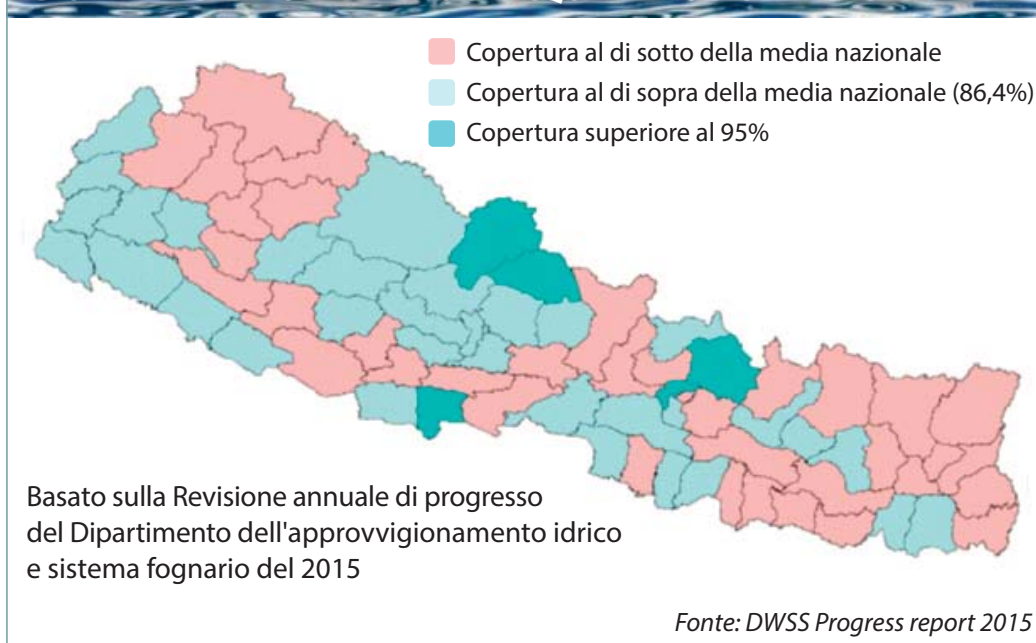 Copertura al di sotto della media nazionale
Copertura al di sopra della media nazionale (86,4%)
Copertura superiore al 95%
Basato sulla Revisione annuale di progresso
del Dipartimento dell'approvvigionamento idrico
e sistema fognario del 2015
Fonte: DWSS Progress report 2015